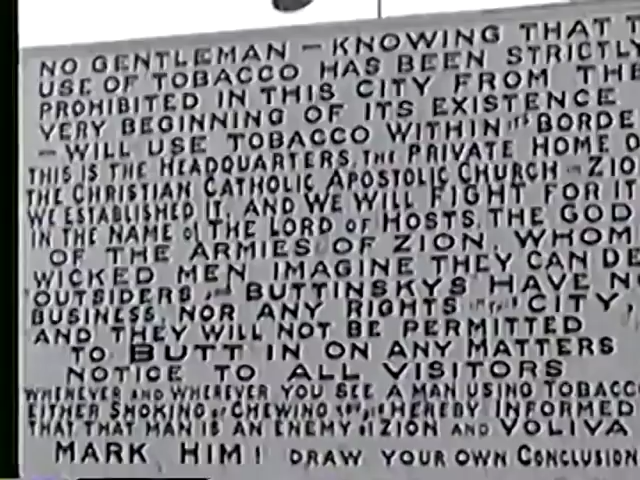 NO GENTLEMAN — KNOWING THAT T
USE OF TOBACCO HAS BEEN STRICTLY
PROHIBITED IN THIS CITY FROM THE
VERY BEGINNING OF ITS EXISTENCE
— WILL USE TOBACCO WITHIN ITS BORDE
THIS IS THE HEADQUARTERS, THE PRIVATE HOME O
THE CHRISTIAN CATHOLIC APOSTOLIC CHURCH IN ZIO
WE ESTABLISHED IT, AND WE WILL FIGHT FOR IT
IN THE NAME of THE LORD OF HOSTS, THE GOD
OF THE ARMIES OF ZION, WHOM
WICKED MEN IMAGINE THEY CAN DE
"OUTSIDERS and BUTTINSKYS HAVE N
BUSINESS, NOR ANY RIGHTS CITY,
AND THEY WILL NOT BE PERMITTED
TO BUTT IN ON ANY MATTERS
NOTICE TO ALL VISITORS
WHENEVER AND WHEREVER YOU SEE A MAN USING TOBACC
EITHER SMOKING or CHEWING HEREBY INFORMED
THAT THAT MAN IS AN ENEMY of ZION AND VOLIVA
MARK HIM! DRAW YOUR OWN CONCLUSION